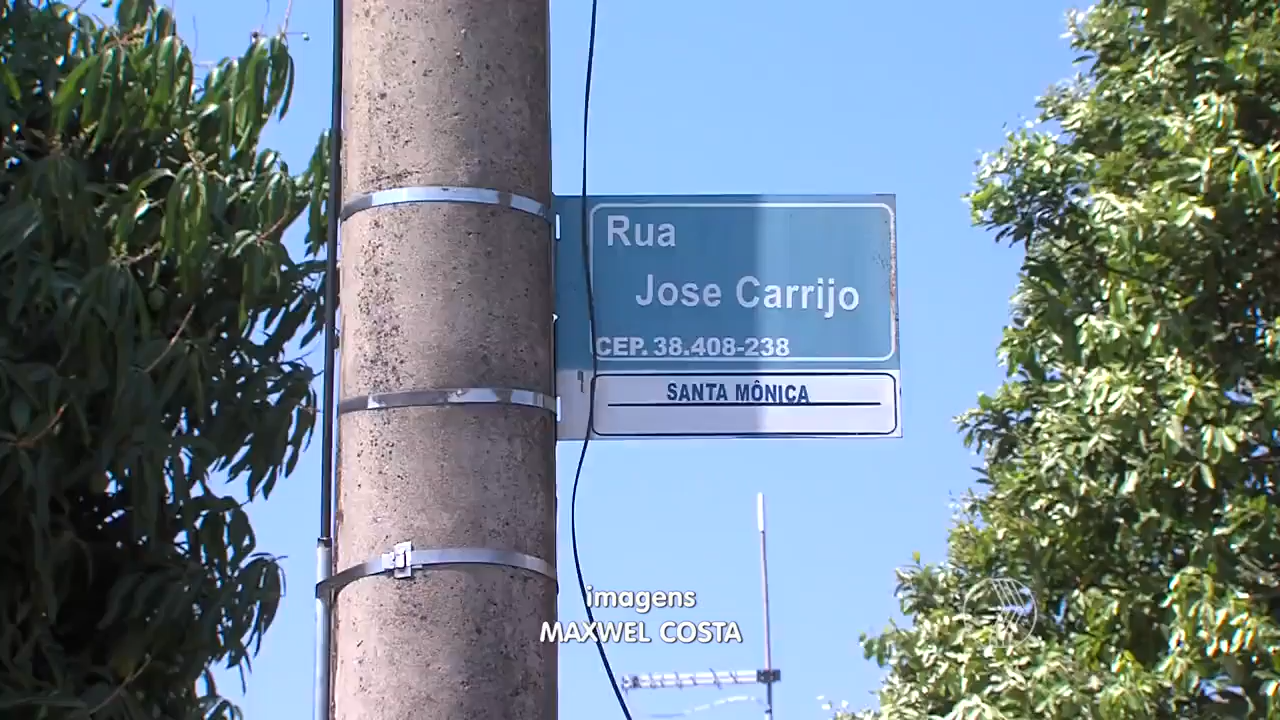 Rua
Jose Carrijo
CEP. 38.408-238
SANTA MÔNICA
imagens
MAXWEL COSTA